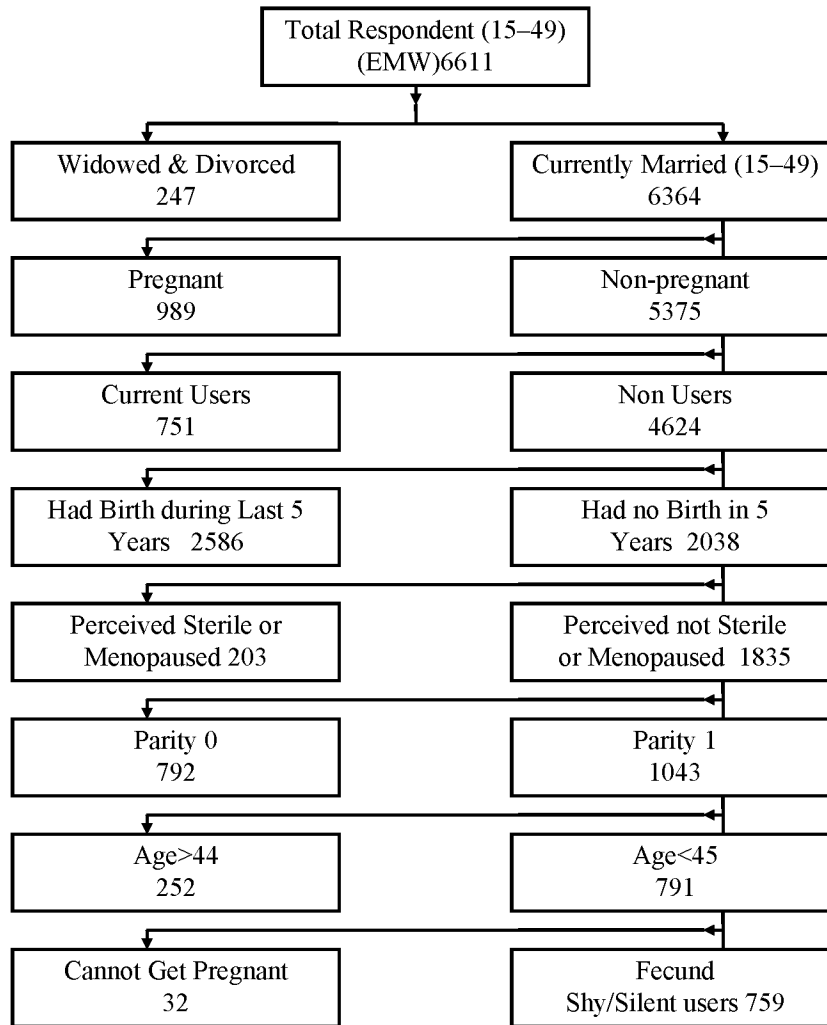 Total Respondent (15–49)
(EMW)6611
Widowed & Divorced
247
Currently Married (15–49)
6364
Pregnant
989
Non-pregnant
5375
Current Users
751
Non Users
4624
Had Birth during Last 5
Years 2586
Had no Birth in 5
Years 2038
Perceived Sterile or
Menopaused 203
Perceived not Sterile
or Menopaused 1835
Parity 0
792
Parity 1
1043
Age>44
252
Age<45
791
Cannot Get Pregnant
32
Fecund
Shy/Silent users 759